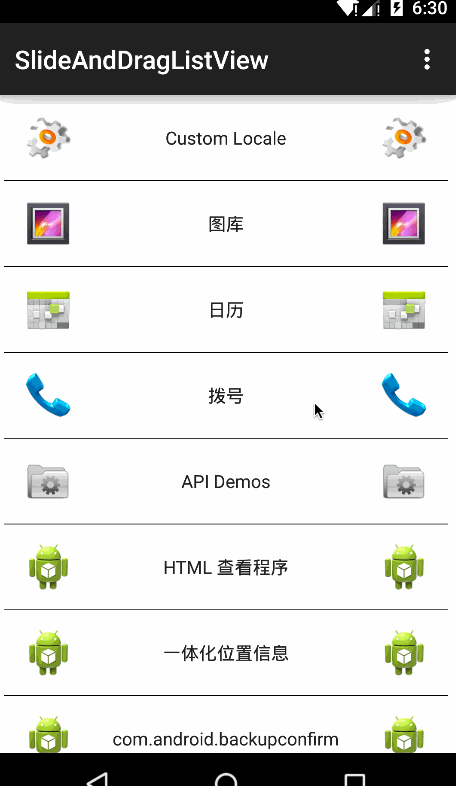 6:30
SlideAndDragListView
Custom Locale
图库
日历
拨号
API Demos
HTML 查看程序
一体化位置信息
com.android.backupconfirm